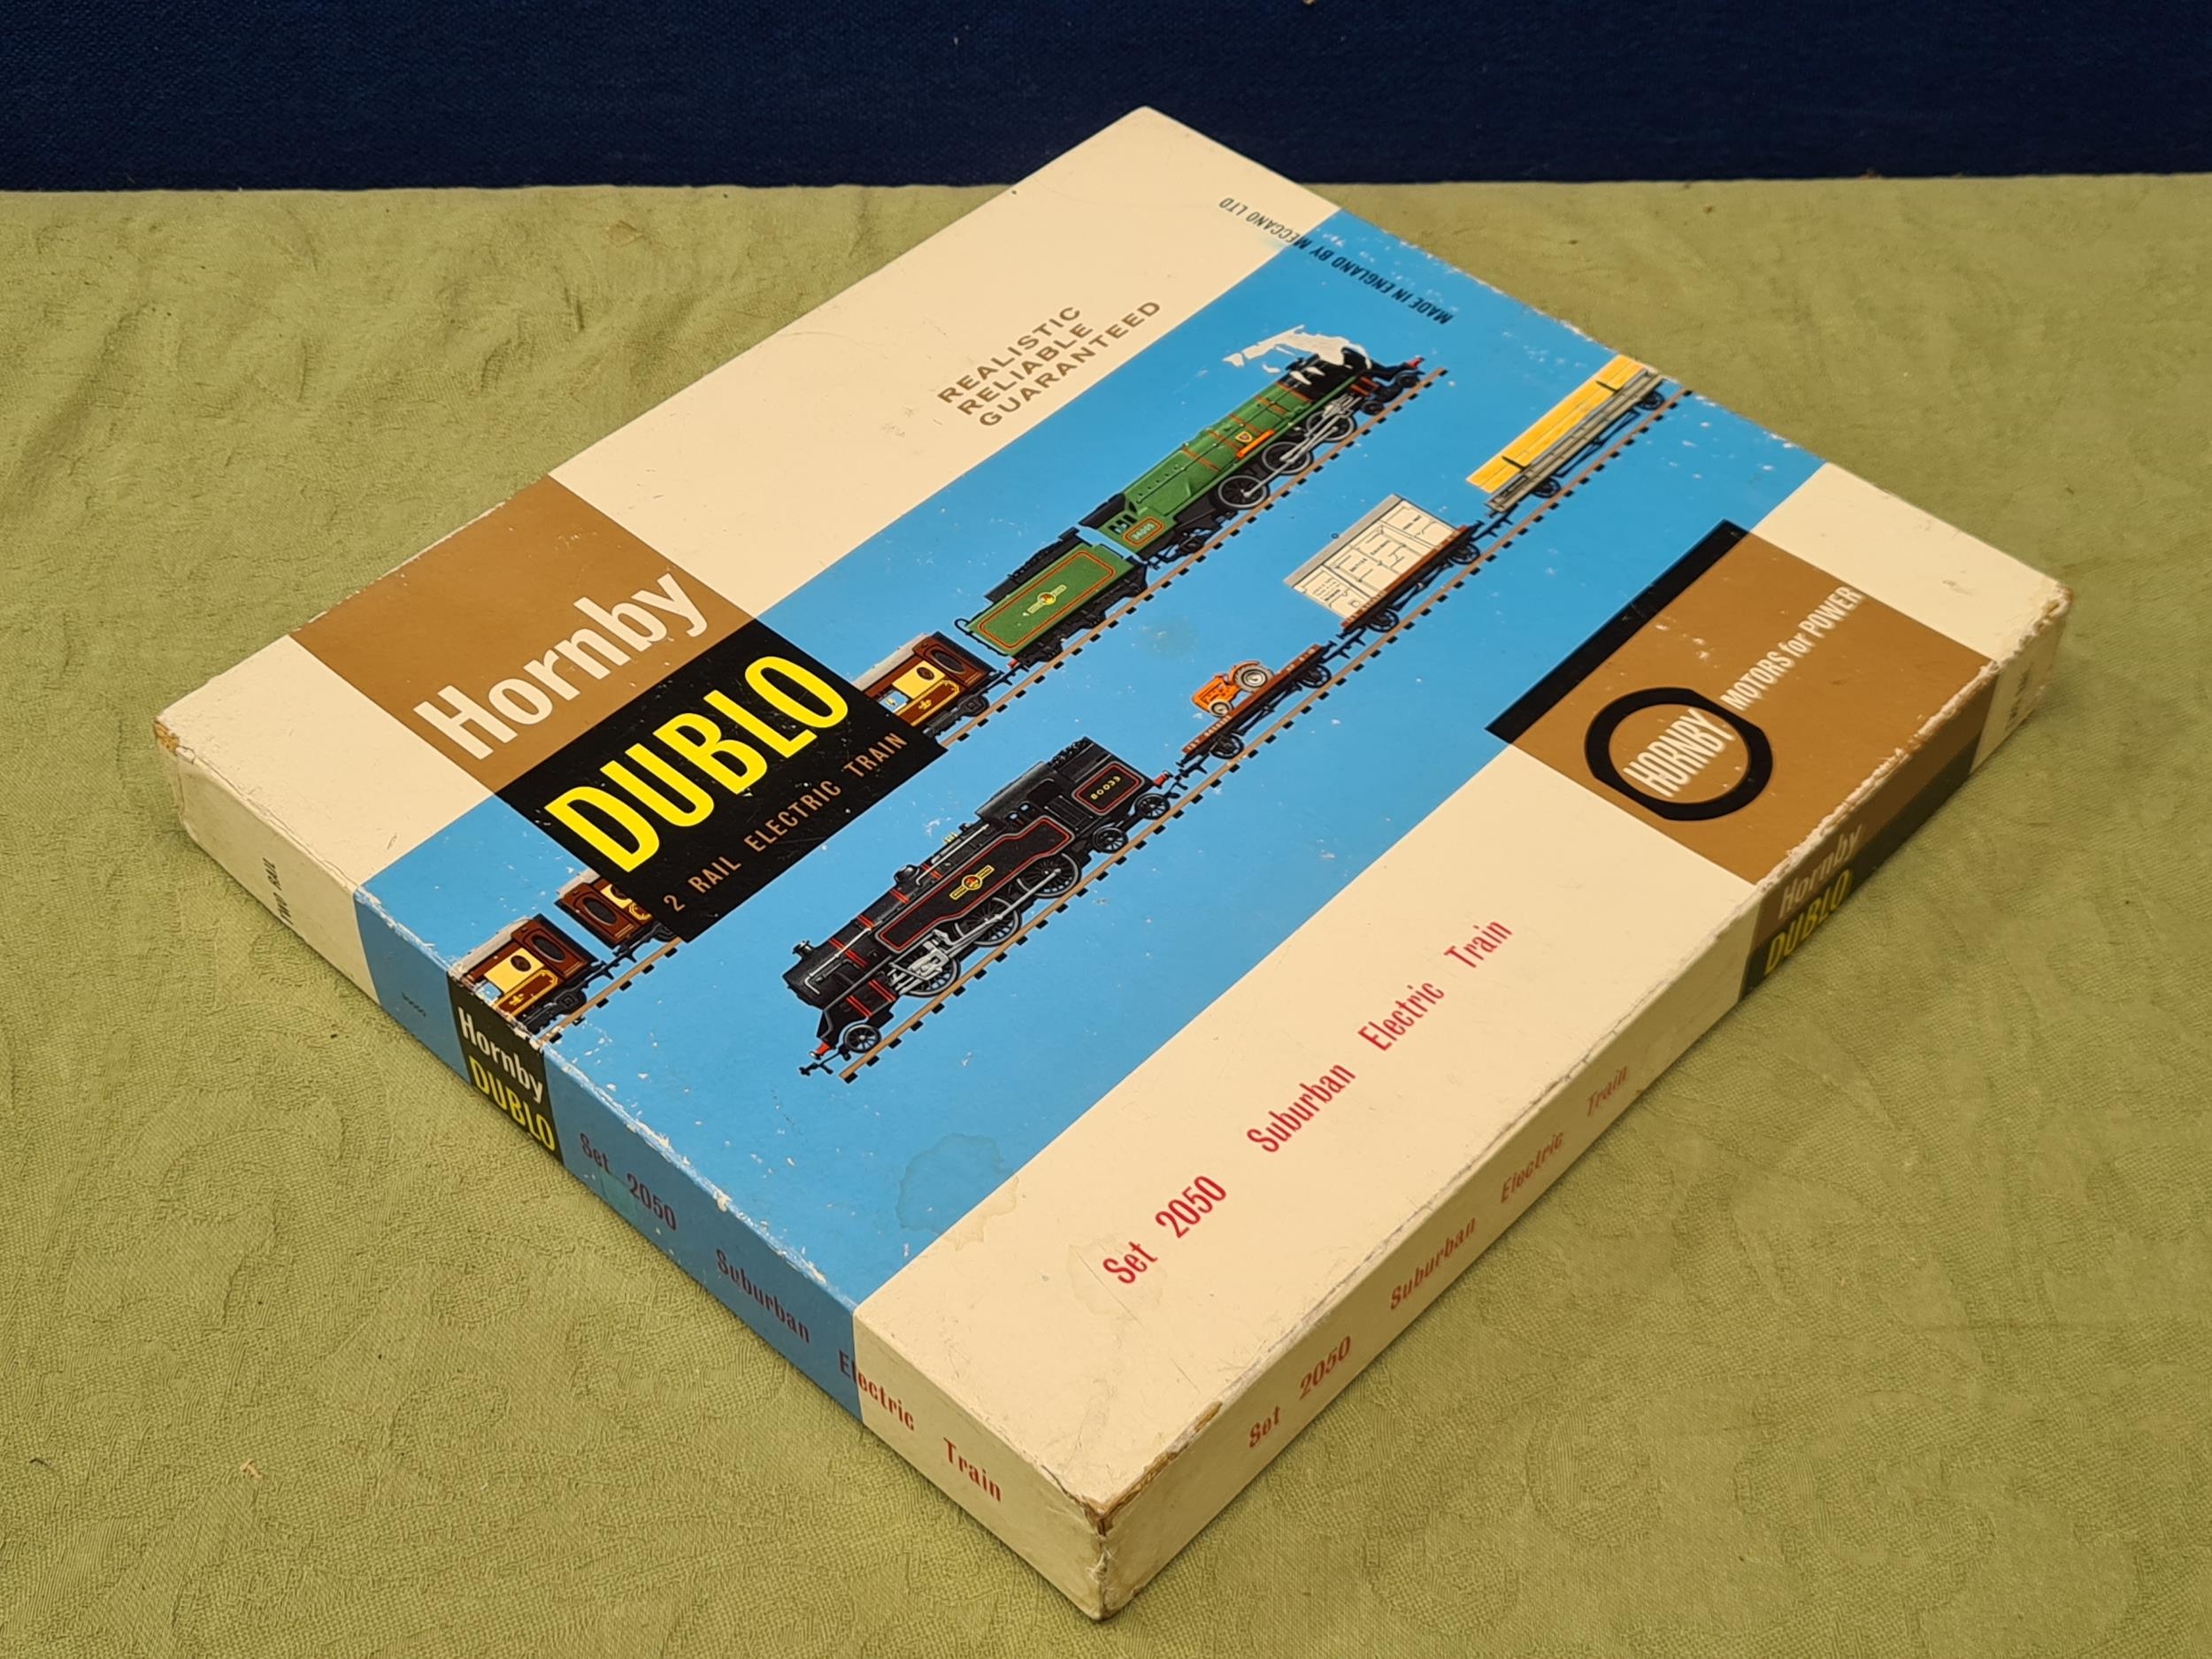 MADE IN ENGLAND BY MECCANO LTD
REALISTIC
RELIABLE
GUARANTEED
Hornby
DUBLO
2 RAIL ELECTRIC TRAIN
80033
HORNBY MOTORS for POWER
Set 2050 Suburban Electric Train
TWO RAIL
Hornby
DUBLO
Set 2050 Suburban Electric Train
Set 2050 Suburban Electric Train
Hornby
DUBLO